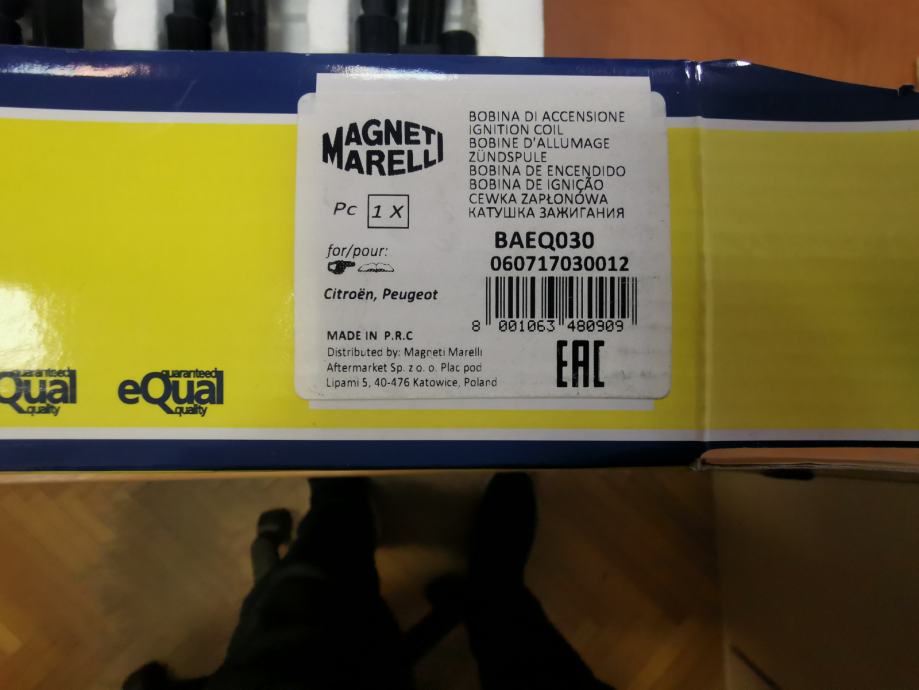 MAGNETI
MARELLI
Pc 1 X
for/pour:
Citroën, Peugeot
MADE IN P.R.C
Distributed by: Magneti Marelli
Aftermarket Sp. z o. o. Plac pod
Lipami 5, 40-476 Katowice, Poland
BOBINA DI ACCENSIONE
IGNITION COIL
BOBINE D'ALLUMAGE
ZÜNDSPULE
BOBINA DE ENCENDIDO
BOBINA DE IGNIÇÃO
CEWKA ZAPŁONOWA
КАТУШКА ЗАЖИГАНИЯ
BAEQ030
060717030012
8 001063 480909
EAC
guaranteed
eQual
quality
guaranteed
eQual
quality